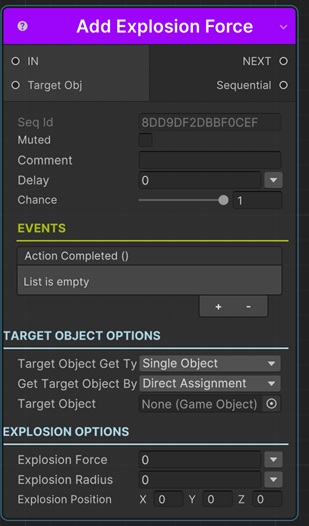 Add Explosion Force
IN NEXT
Target Obj Sequential
Seq Id 8DD9DF2DBBF0CEF
Muted
Comment
Delay 0
Chance 1
EVENTS
Action Completed ()
List is empty
+ -
TARGET OBJECT OPTIONS
Target Object Get Ty Single Object
Get Target Object By Direct Assignment
Target Object None (Game Object)
EXPLOSION OPTIONS
Explosion Force 0
Explosion Radius 0
Explosion Position X 0 Y 0 Z 0